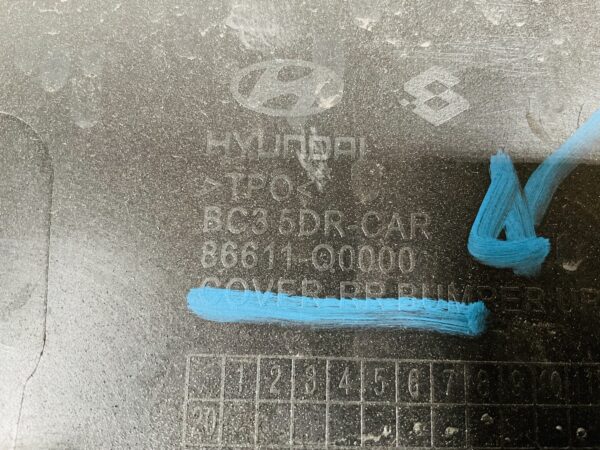 HYUNDAI
>TPO<
BC3 5DR-CAR
86611-Q0000
COVER-RR BUMPER UP
1 2 3 4 5 6 7 8 9 10
20